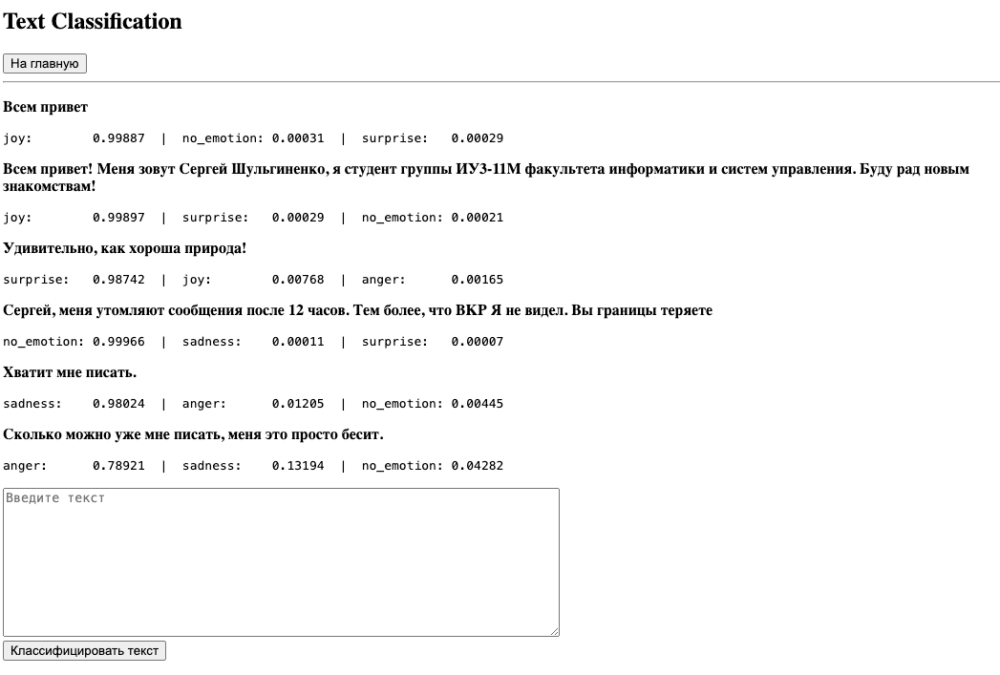 Text Classification
На главную
Всем привет
joy:        0.99887  |  no_emotion: 0.00031  |  surprise:   0.00029
Всем привет! Меня зовут Сергей Шульгиненко, я студент группы ИУ3-11М факультета информатики и систем управления. Буду рад новым
знакомствам!
joy:        0.99897  |  surprise:   0.00029  |  no_emotion: 0.00021
Удивительно, как хороша природа!
surprise:   0.98742  |  joy:        0.00768  |  anger:      0.00165
Сергей, меня утомляют сообщения после 12 часов. Тем более, что ВКР Я не видел. Вы границы теряете
no_emotion: 0.99966  |  sadness:    0.00011  |  surprise:   0.00007
Хватит мне писать.
sadness:    0.98024  |  anger:      0.01205  |  no_emotion: 0.00445
Сколько можно уже мне писать, меня это просто бесит.
anger:      0.78921  |  sadness:    0.13194  |  no_emotion: 0.04282
Введите текст
Классифицировать текст